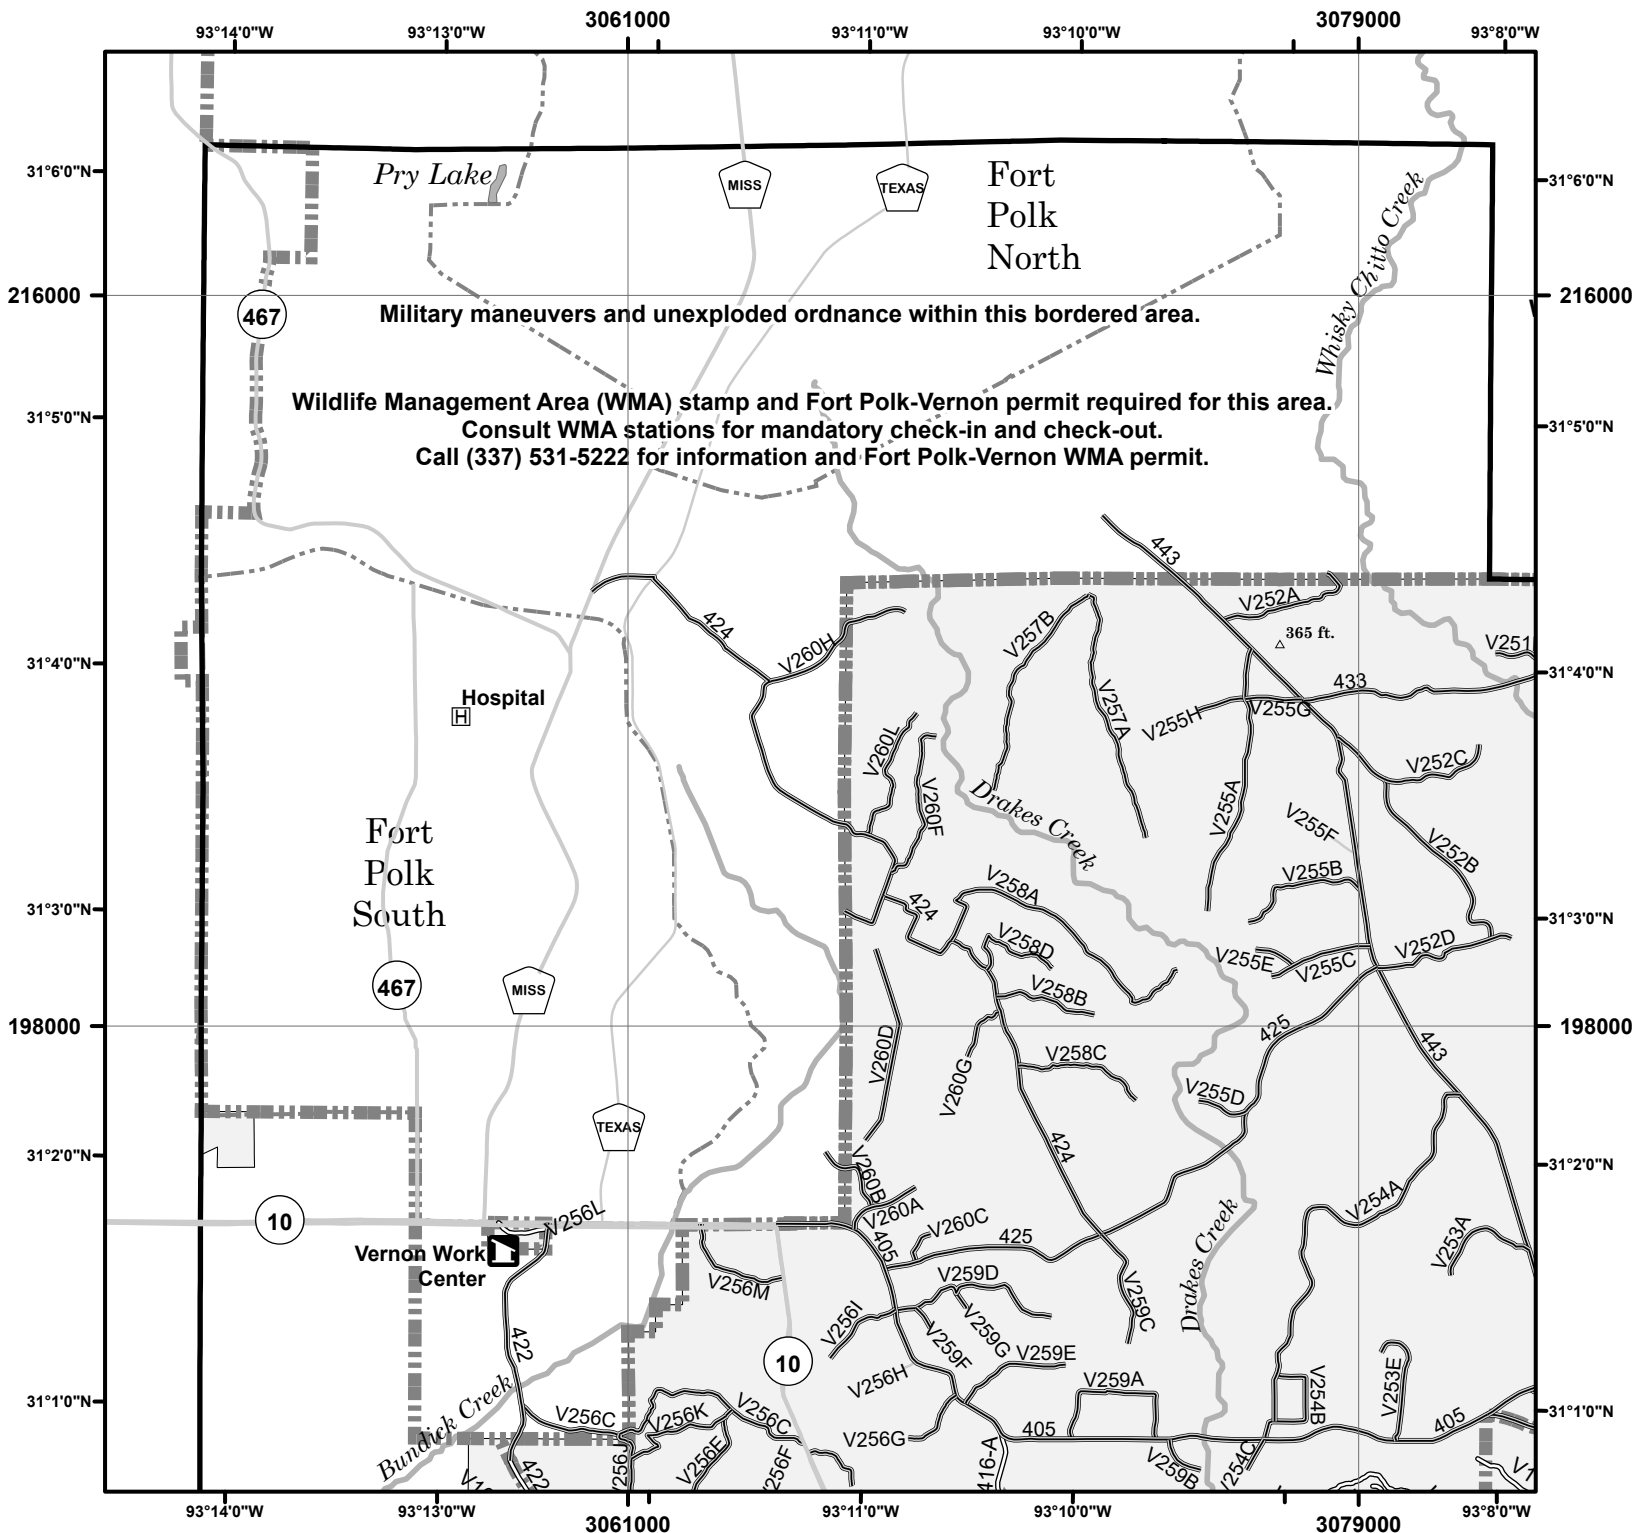 3061000
3079000
93°14'0"W
93°13'0"W
93°11'0"W
93°10'0"W
93°8'0"W
31°6'0"N
Pry Lake
MISS
TEXAS
Fort
Polk
North
31°6'0"N
Whisky Chitto Creek
216000
467
Military maneuvers and unexploded ordnance within this bordered area.
216000
Wildlife Management Area (WMA) stamp and Fort Polk-Vernon permit required for this area.
Consult WMA stations for mandatory check-in and check-out.
Call (337) 531-5222 for information and Fort Polk-Vernon WMA permit.
31°5'0"N
31°5'0"N
443
V252A
424
V257B
365 ft.
V260H
V251
31°4'0"N
31°4'0"N
433
Hospital
H
V255H
V255G
V257A
V260L
V252C
V260F
V255A
Drakes Creek
V255F
V252B
Fort
Polk
South
V255B
V258A
424
31°3'0"N
31°3'0"N
V258D
V252D
V255E
V255C
467
MISS
V258B
198000
198000
425
443
V260D
V258C
V260G
V255D
TEXAS
424
31°2'0"N
31°2'0"N
V260B
V254A
10
V256L
V260A
V260C
425
405
V253A
Drakes Creek
Vernon Work
Center
V256M
V259D
V259C
V256I
V259G
V259F
422
V259E
10
V256H
V259A
V254B
V253E
31°1'0"N
31°1'0"N
Bundick Creek
V256C
V256K
V256C
405
405
V256G
V256E
V256F
V256J
416-A
V259B
V254C
422
V1
93°14'0"W
93°13'0"W
93°11'0"W
93°10'0"W
93°8'0"W
3061000
3079000